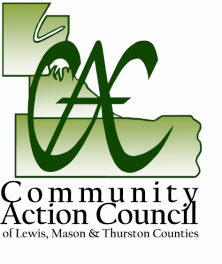 CAC
Community
Action Council
of Lewis, Mason & Thurston Counties